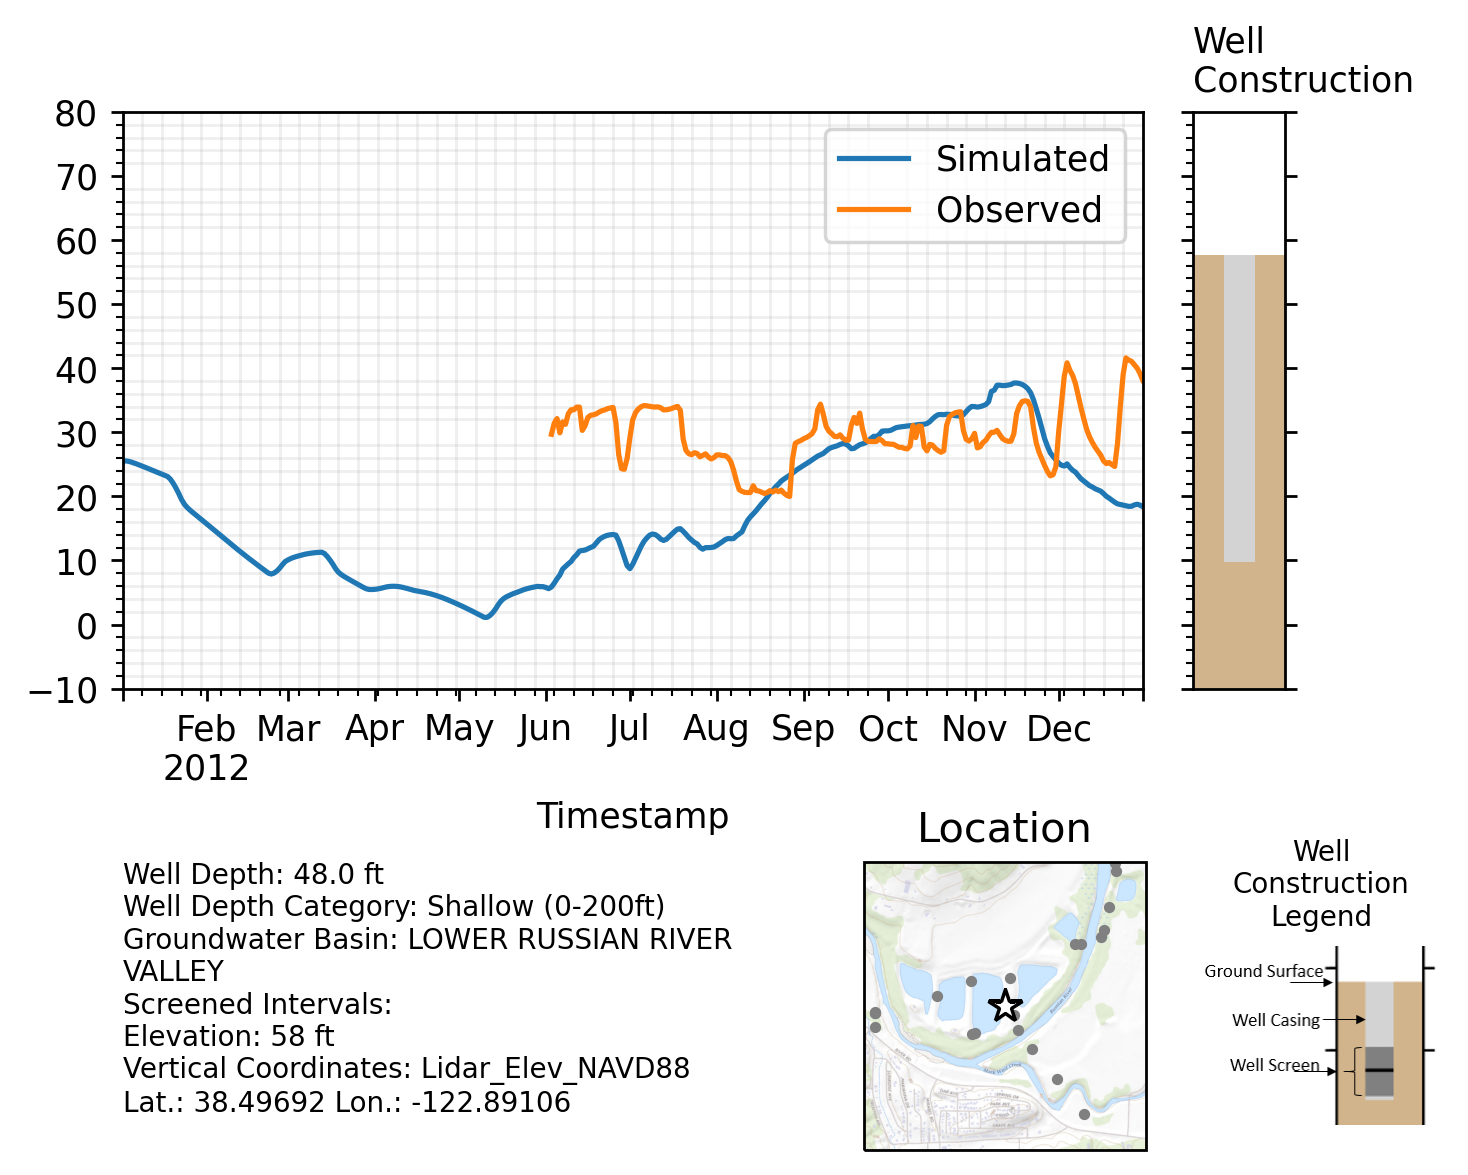 Well
Construction
80
70
60
50
40
30
20
10
0
−10
Simulated
Observed
Feb Mar Apr May Jun Jul Aug Sep Oct Nov Dec
2012
Timestamp
Well Depth: 48.0 ft
Well Depth Category: Shallow (0-200ft)
Groundwater Basin: LOWER RUSSIAN RIVER
VALLEY
Screened Intervals:
Elevation: 58 ft
Vertical Coordinates: Lidar_Elev_NAVD88
Lat.: 38.49692 Lon.: -122.89106
Location
Well
Construction
Legend
Ground Surface
Well Casing
Well Screen